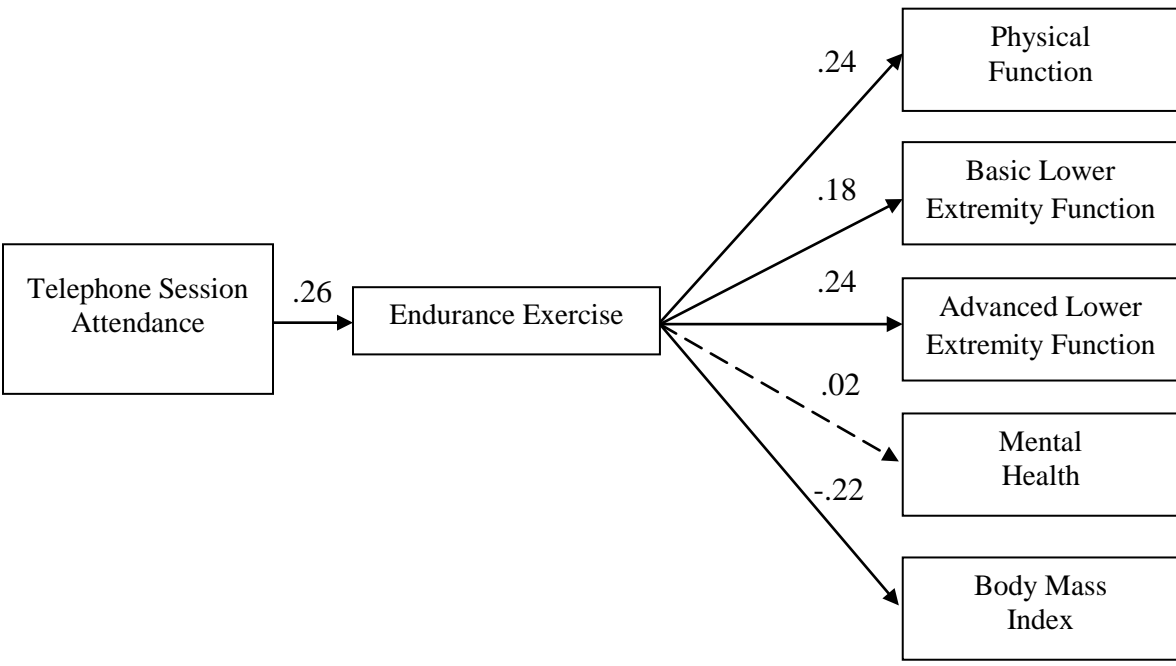 Telephone Session
Attendance
.26
Endurance Exercise
.24
.18
.24
.02
-.22
Physical
Function
Basic Lower
Extremity Function
Advanced Lower
Extremity Function
Mental
Health
Body Mass
Index